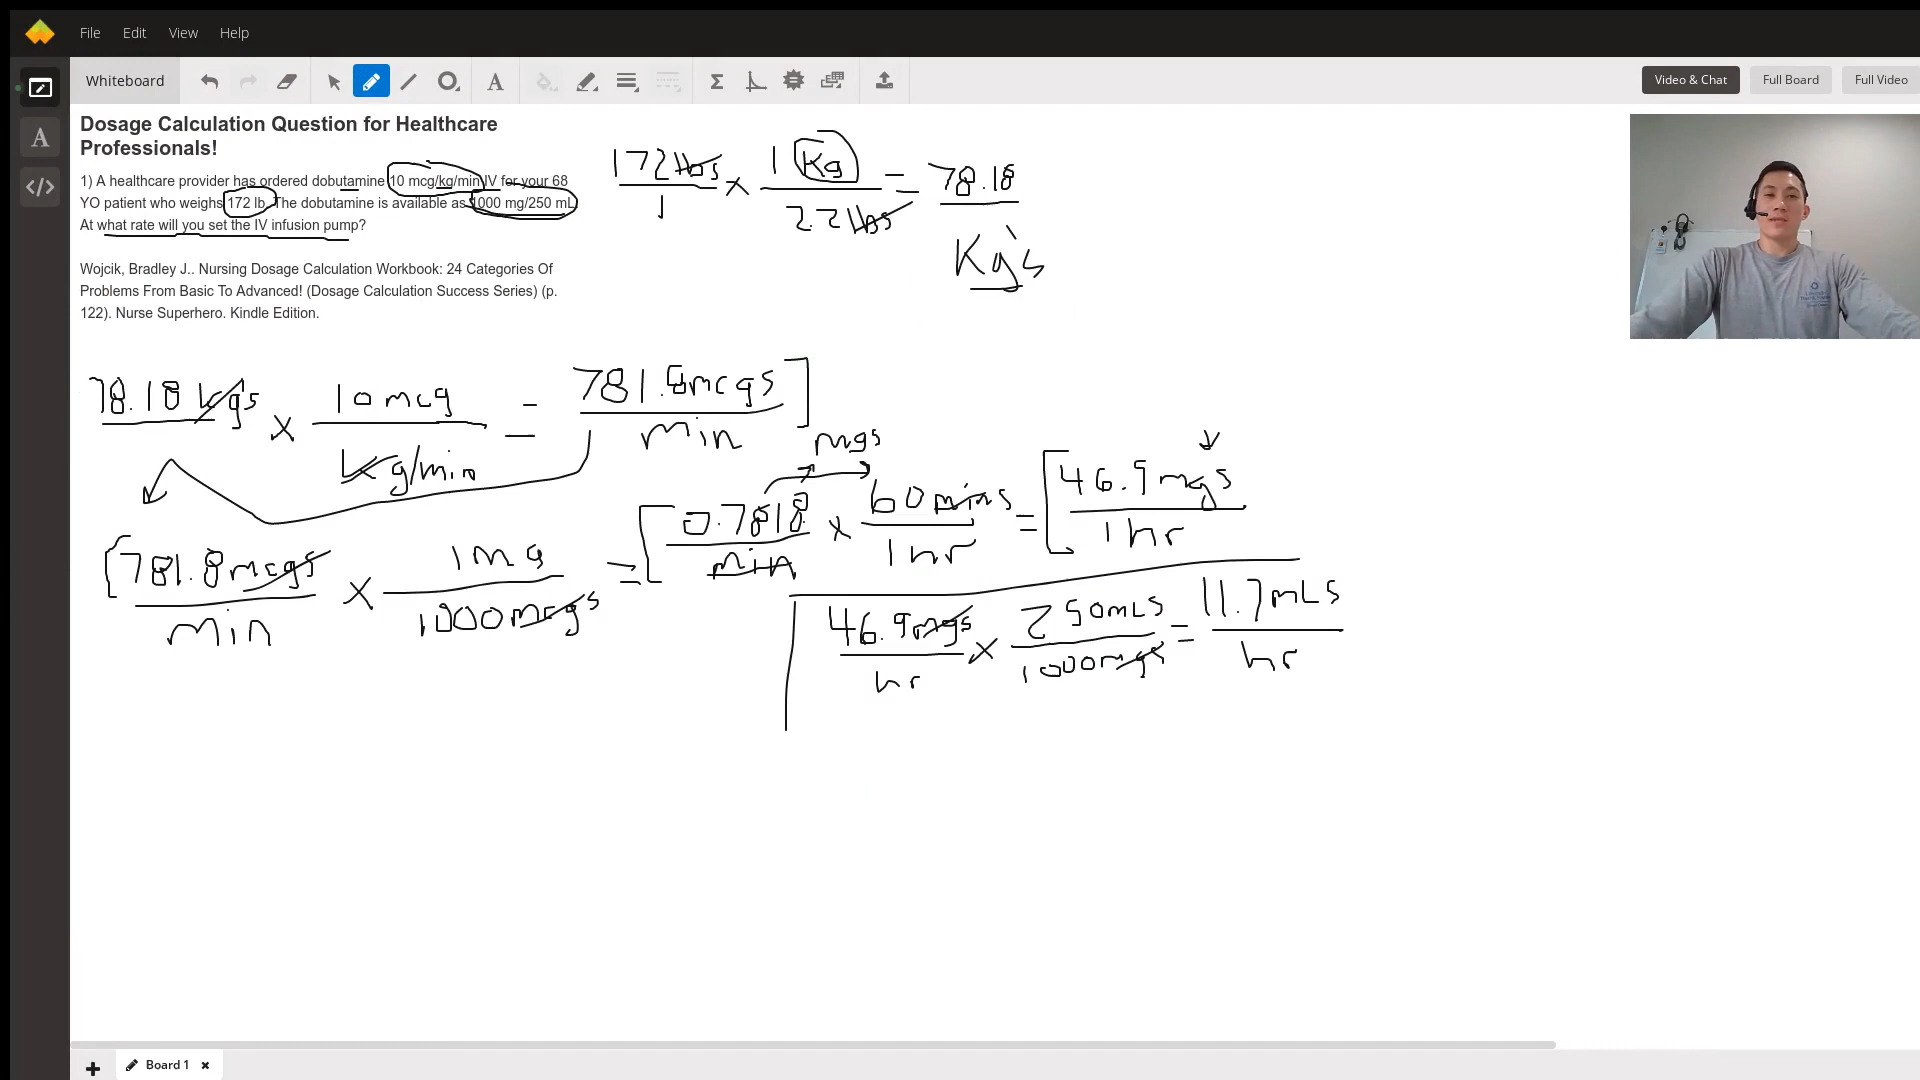 File Edit View Help
Whiteboard
A
Σ
Video & Chat
Full Board
Full Video
A
Dosage Calculation Question for Healthcare
Professionals!
1) A healthcare provider has ordered dobutamine 10 mcg/kg/min IV for your 68
YO patient who weighs 172 lb. The dobutamine is available as 1000 mg/250 mL.
At what rate will you set the IV infusion pump?
Wojcik, Bradley J.. Nursing Dosage Calculation Workbook: 24 Categories Of
Problems From Basic To Advanced! (Dosage Calculation Success Series) (p.
122). Nurse Superhero. Kindle Edition.
172 lbs / 1 x 1 Kg / 2.2 lbs = 78.18
Kg's
78.18 kgs x 10 mcg / kg/min = 781.8 mcgs / min
mgs
781.8 mcgs / min x 1 mg / 1000 mcgs = 0.7818 / min x 60 mins / 1 hr = 46.9 mgs / 1 hr
46.9 mgs / hr x 250 mLs / 1000 mgs = 11.7 mLs / hr
Board 1